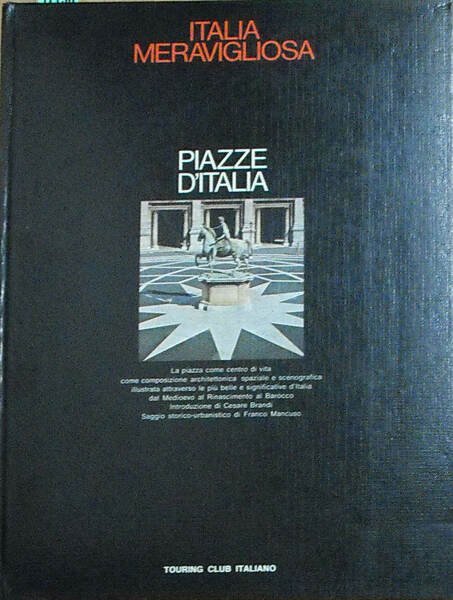 ITALIA
MERAVIGLIOSA
PIAZZE
D'ITALIA
La piazza come centro di vita
come composizione architettonica spaziale e scenografica
illustrata attraverso le più belle e significative d'Italia
dal Medioevo al Rinascimento al Barocco
Introduzione di Cesare Brandi
Saggio storico-urbanistico di Franco Mancuso
TOURING CLUB ITALIANO